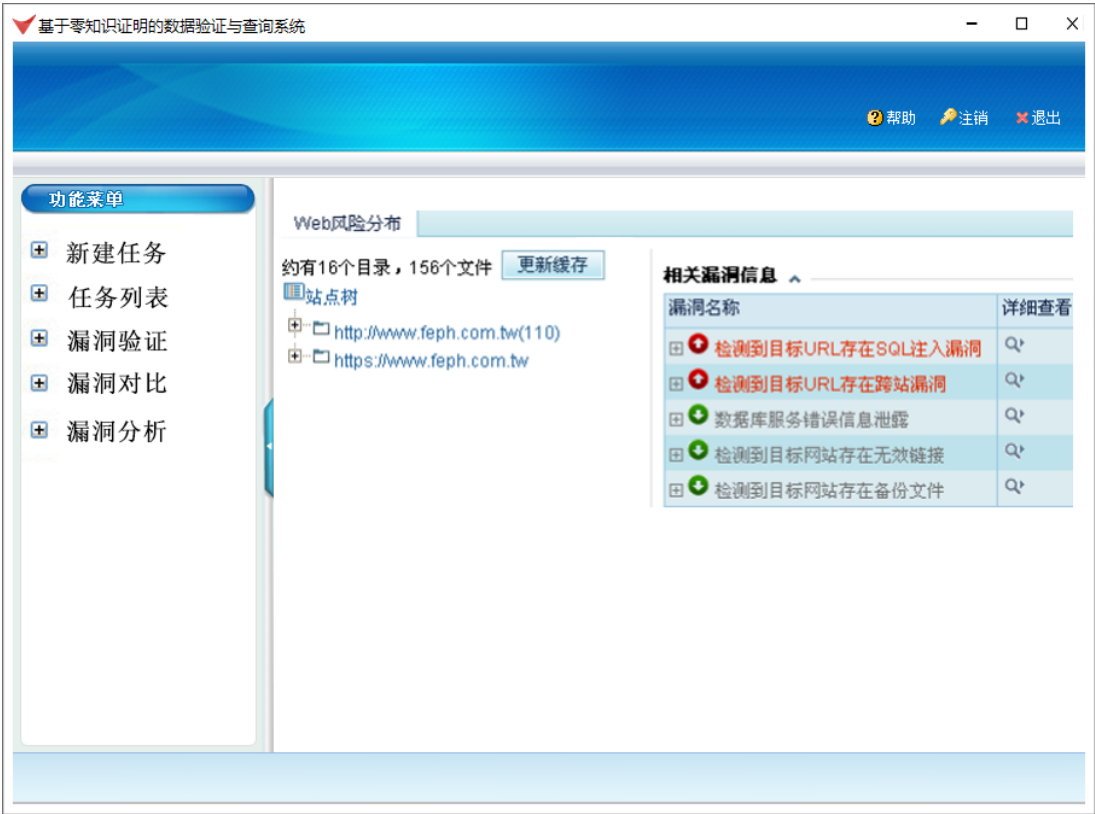 基于零知识证明的数据验证与查询系统
帮助 注销 退出
功能菜单
新建任务
任务列表
漏洞验证
漏洞对比
漏洞分析
Web风险分布
约有16个目录，156个文件 更新缓存
站点树
http://www.feph.com.tw(110)
https://www.feph.com.tw
相关漏洞信息
漏洞名称 详细查看
检测到目标URL存在SQL注入漏洞
检测到目标URL存在跨站漏洞
数据库服务错误信息泄露
检测到目标网站存在无效链接
检测到目标网站存在备份文件